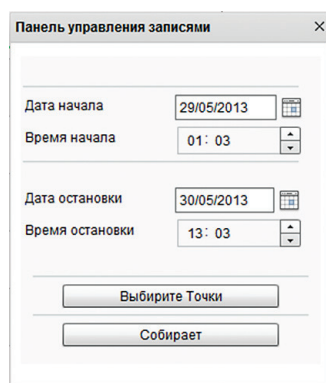 Панель управления записями
Дата начала 29/05/2013
Время начала 01: 03
Дата остановки 30/05/2013
Время остановки 13: 03
Выбирите Точки
Собирает